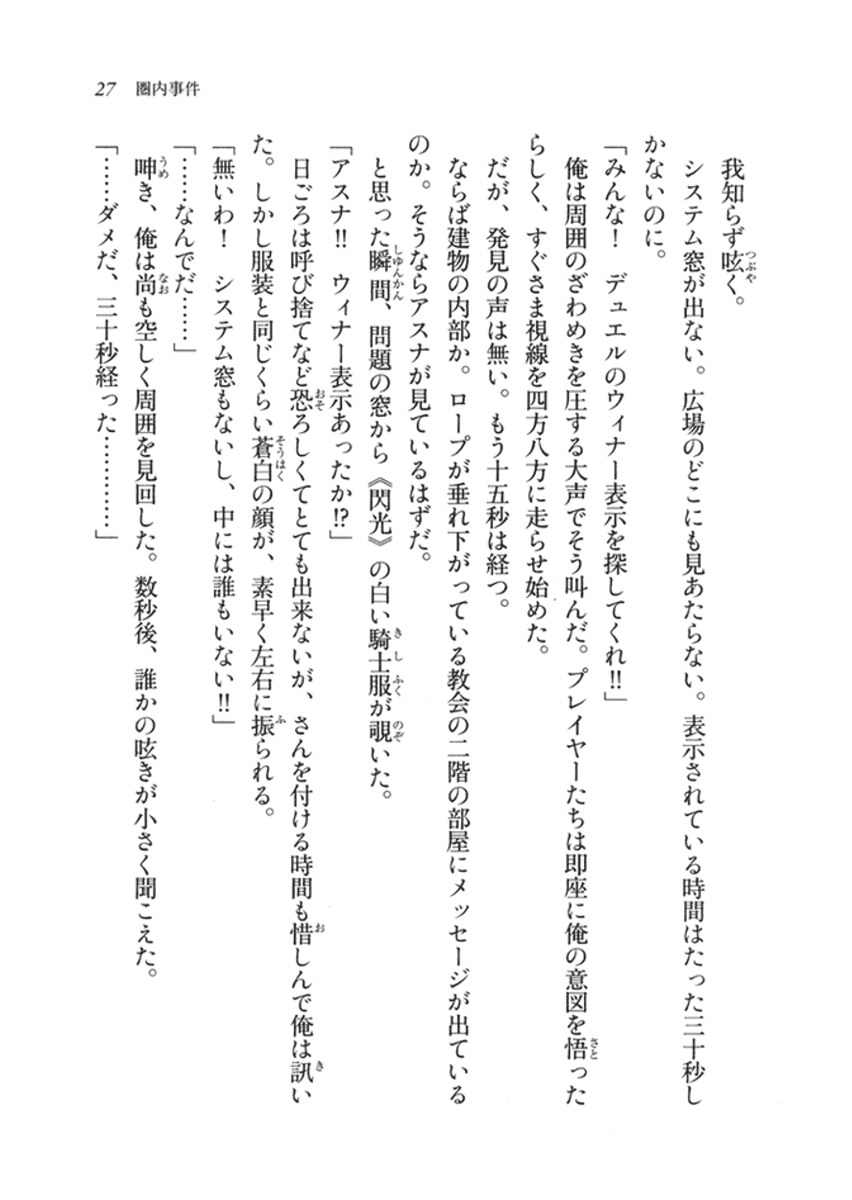 27 圏内事件
我知らず呟く。
システム窓が出ない。広場のどこにも見あたらない。表示されている時間はたった三十秒し
かないのに。
「みんな！　デュエルのウィナー表示を探してくれ‼」
俺は周囲のざわめきを圧する大声でそう叫んだ。プレイヤーたちは即座に俺の意図を悟った
らしく、すぐさま視線を四方八方に走らせ始めた。
だが、発見の声は無い。もう十五秒は経つ。
ならば建物の内部か。ロープが垂れ下がっている教会の二階の部屋にメッセージが出ている
のか。そうならアスナが見ているはずだ。
と思った瞬間、問題の窓から《閃光》の白い騎士服が覗いた。
「アスナ‼　ウィナー表示あったか⁉」
日ごろは呼び捨てなど恐ろしくてとても出来ないが、さんを付ける時間も惜しんで俺は訊い
た。しかし服装と同じくらい蒼白の顔が、素早く左右に振られる。
「無いわ！　システム窓もないし、中には誰もいない‼」
「……なんでだ……」
呻き、俺は尚も空しく周囲を見回した。数秒後、誰かの呟きが小さく聞こえた。
「……ダメだ、三十秒経った…………」